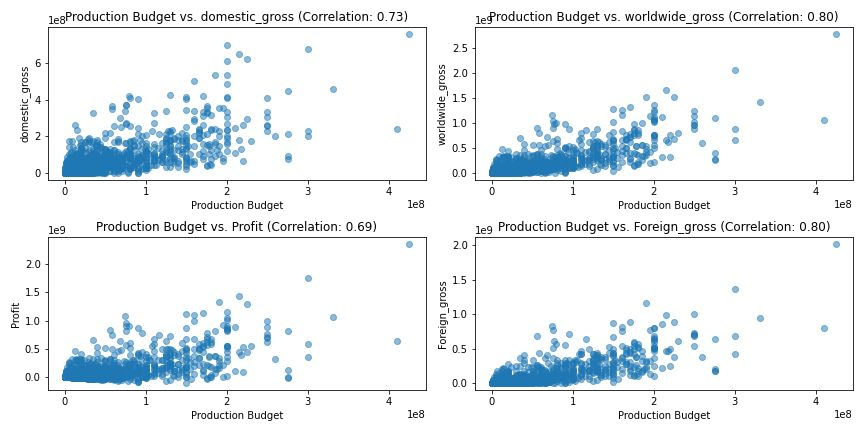 Production Budget vs. domestic_gross (Correlation: 0.73)
1e8
6
4
2
0
domestic_gross
0
1
2
3
4
1e8
Production Budget
Production Budget vs. worldwide_gross (Correlation: 0.80)
1e9
2.5
2.0
1.5
1.0
0.5
0.0
worldwide_gross
0
1
2
3
4
1e8
Production Budget
Production Budget vs. Profit (Correlation: 0.69)
1e9
2.0
1.5
1.0
0.5
0.0
Profit
0
1
2
3
4
1e8
Production Budget
Production Budget vs. Foreign_gross (Correlation: 0.80)
1e9
2.0
1.5
1.0
0.5
0.0
Foreign_gross
0
1
2
3
4
1e8
Production Budget